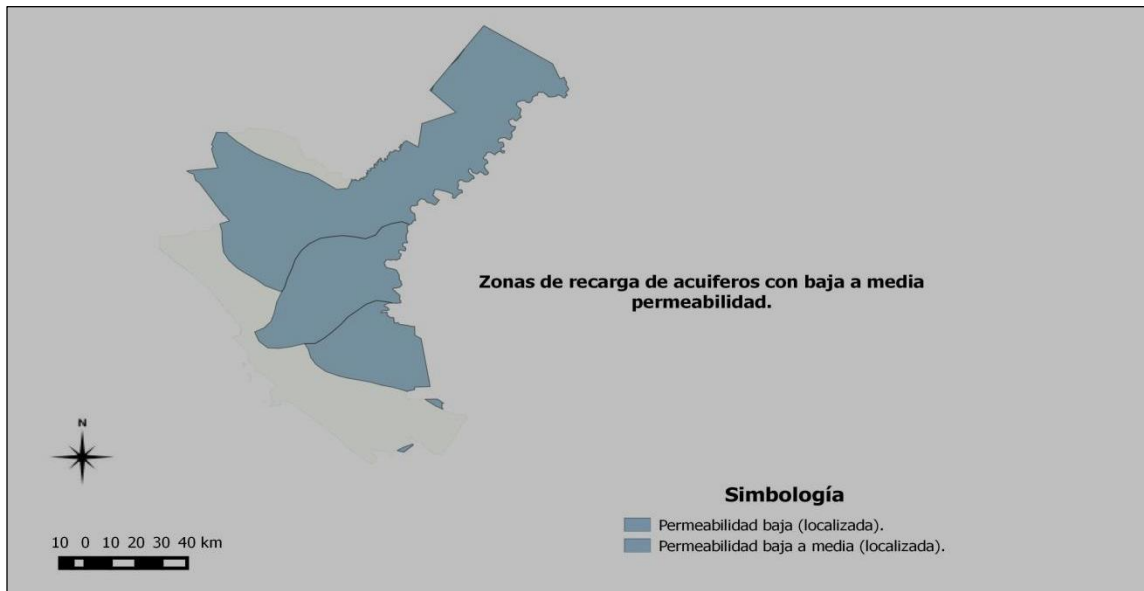 Zonas de recarga de acuiferos con baja a media
permeabilidad.
N
Simbología
Permeabilidad baja (localizada).
Permeabilidad baja a media (localizada).
10 0 10 20 30 40 km